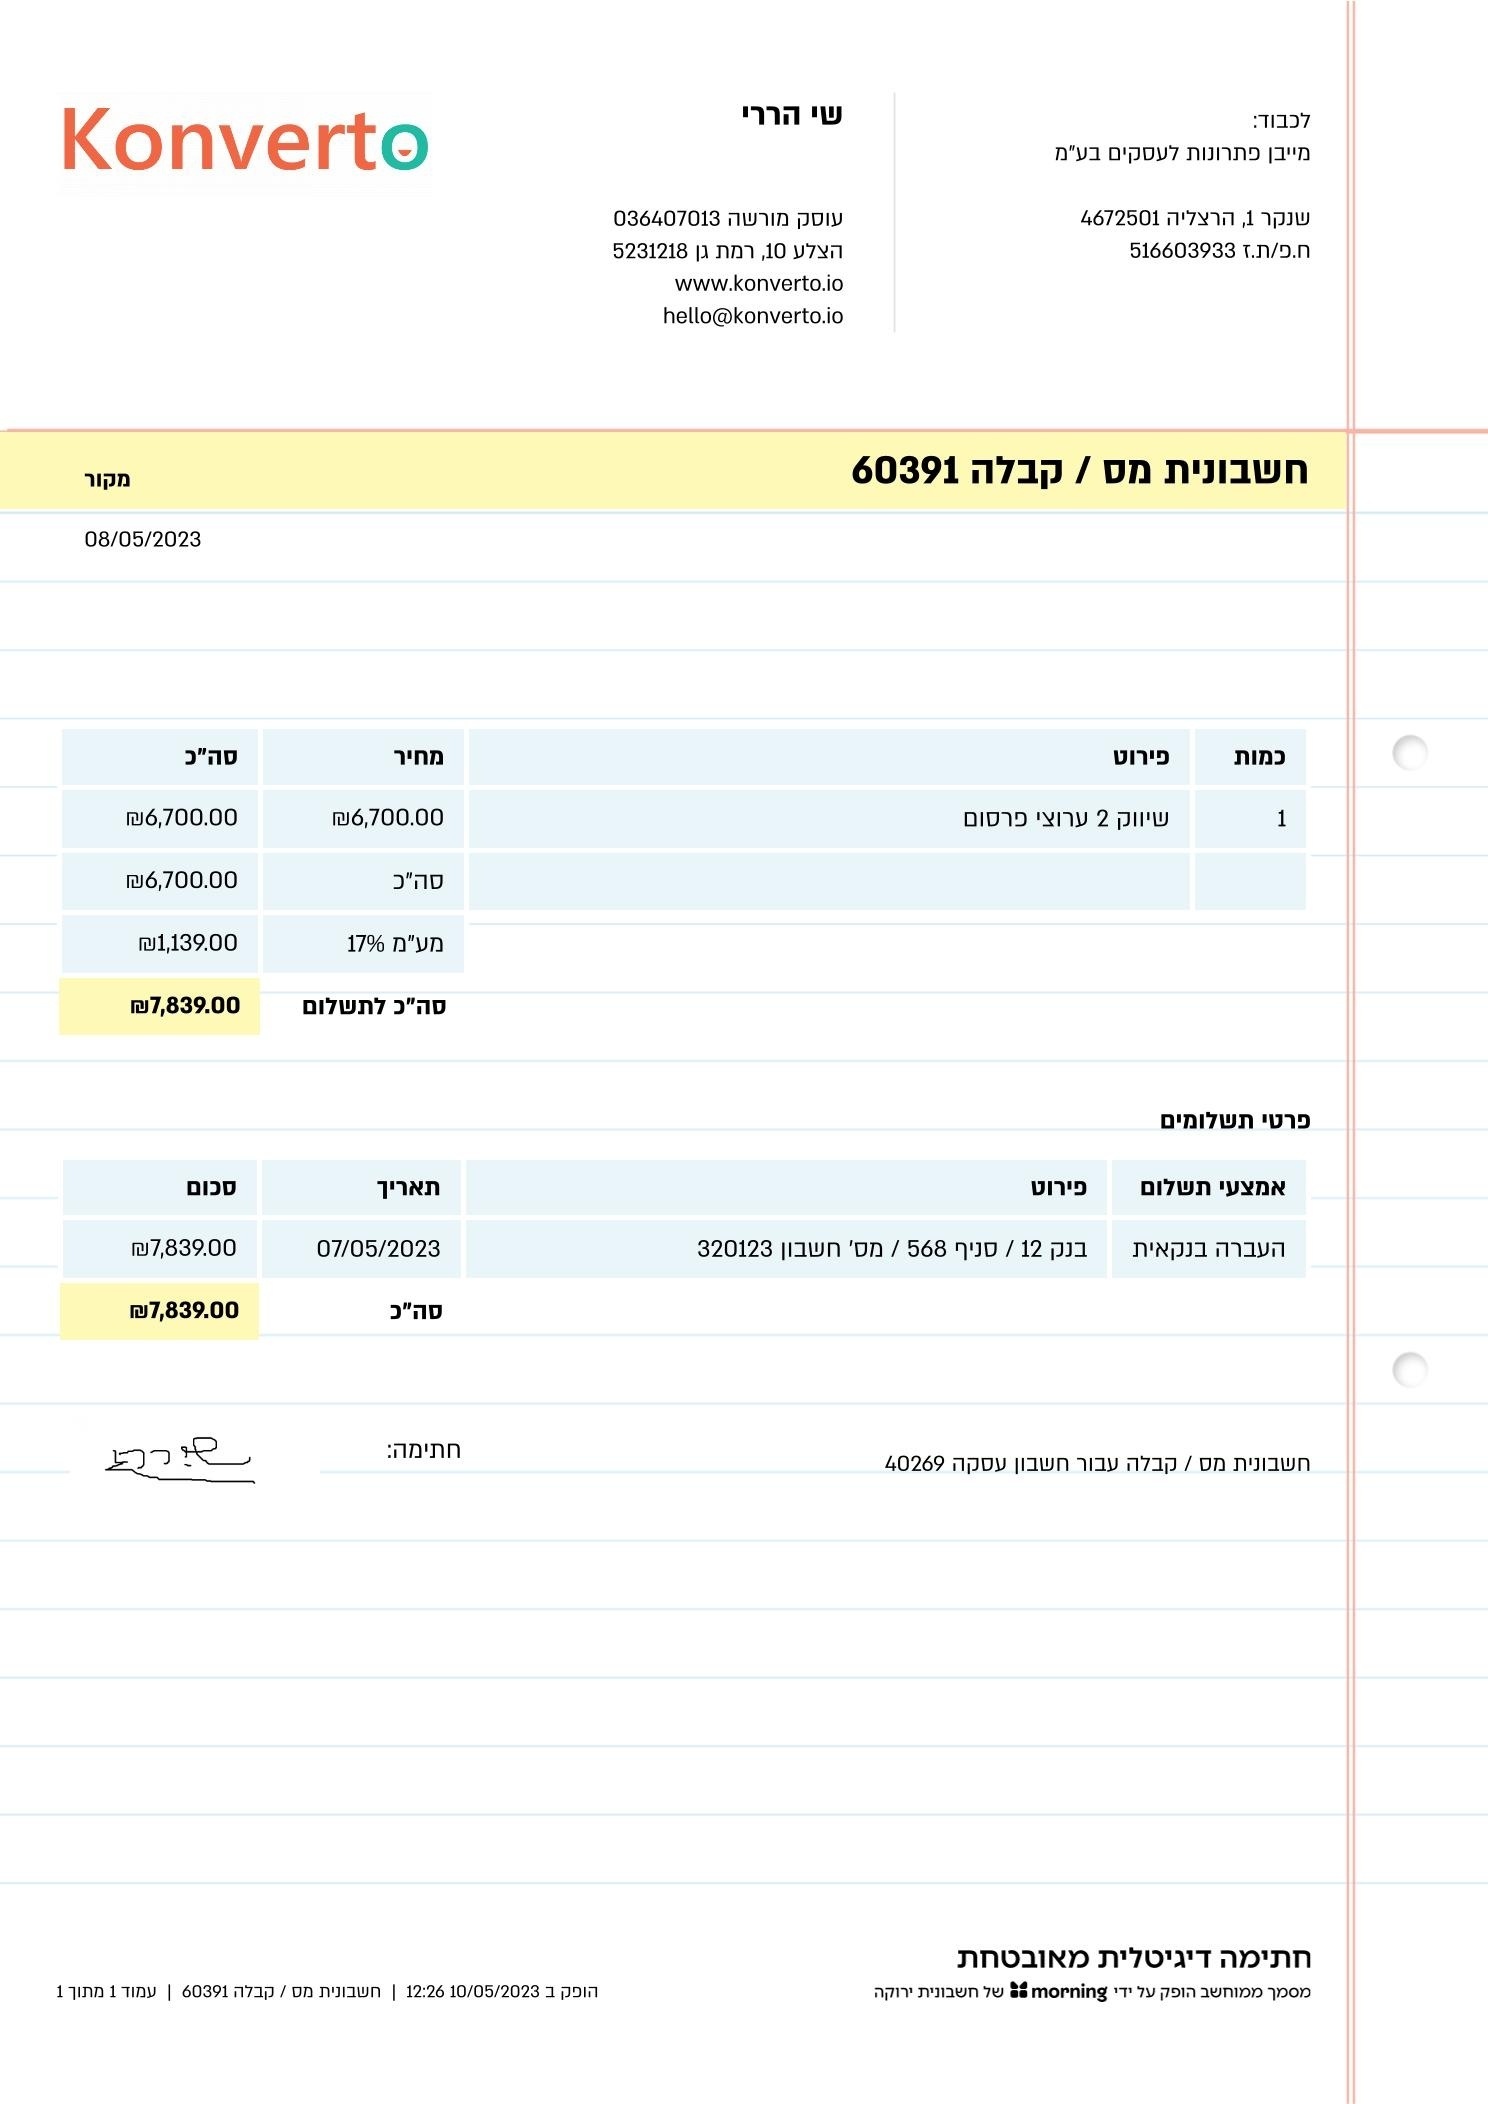 לכבוד:
מייבן פתרונות לעסקים בע"מ
שנקר 1, הרצליה 4672501
ח.פ/ת.ז 516603933
שי הררי
עוסק מורשה 036407013
הצלע 10, רמת גן 5231218
www.konverto.io
hello@konverto.io
Konverto
חשבונית מס / קבלה 60391
מקור
08/05/2023
כמות פירוט מחיר סה"כ
1 שיווק 2 ערוצי פרסום ₪6,700.00 ₪6,700.00
סה"כ ₪6,700.00
מע"מ 17% ₪1,139.00
סה"כ לתשלום ₪7,839.00
פרטי תשלומים
אמצעי תשלום פירוט תאריך סכום
העברה בנקאית בנק 12 / סניף 568 / מס' חשבון 320123 07/05/2023 ₪7,839.00
סה"כ ₪7,839.00
חשבונית מס / קבלה עבור חשבון עסקה 40269
חתימה:
חתימה דיגיטלית מאובטחת
מסמך ממוחשב הופק על ידי morning של חשבונית ירוקה
הופק ב 10/05/2023 12:26 | חשבונית מס / קבלה 60391 | עמוד 1 מתוך 1